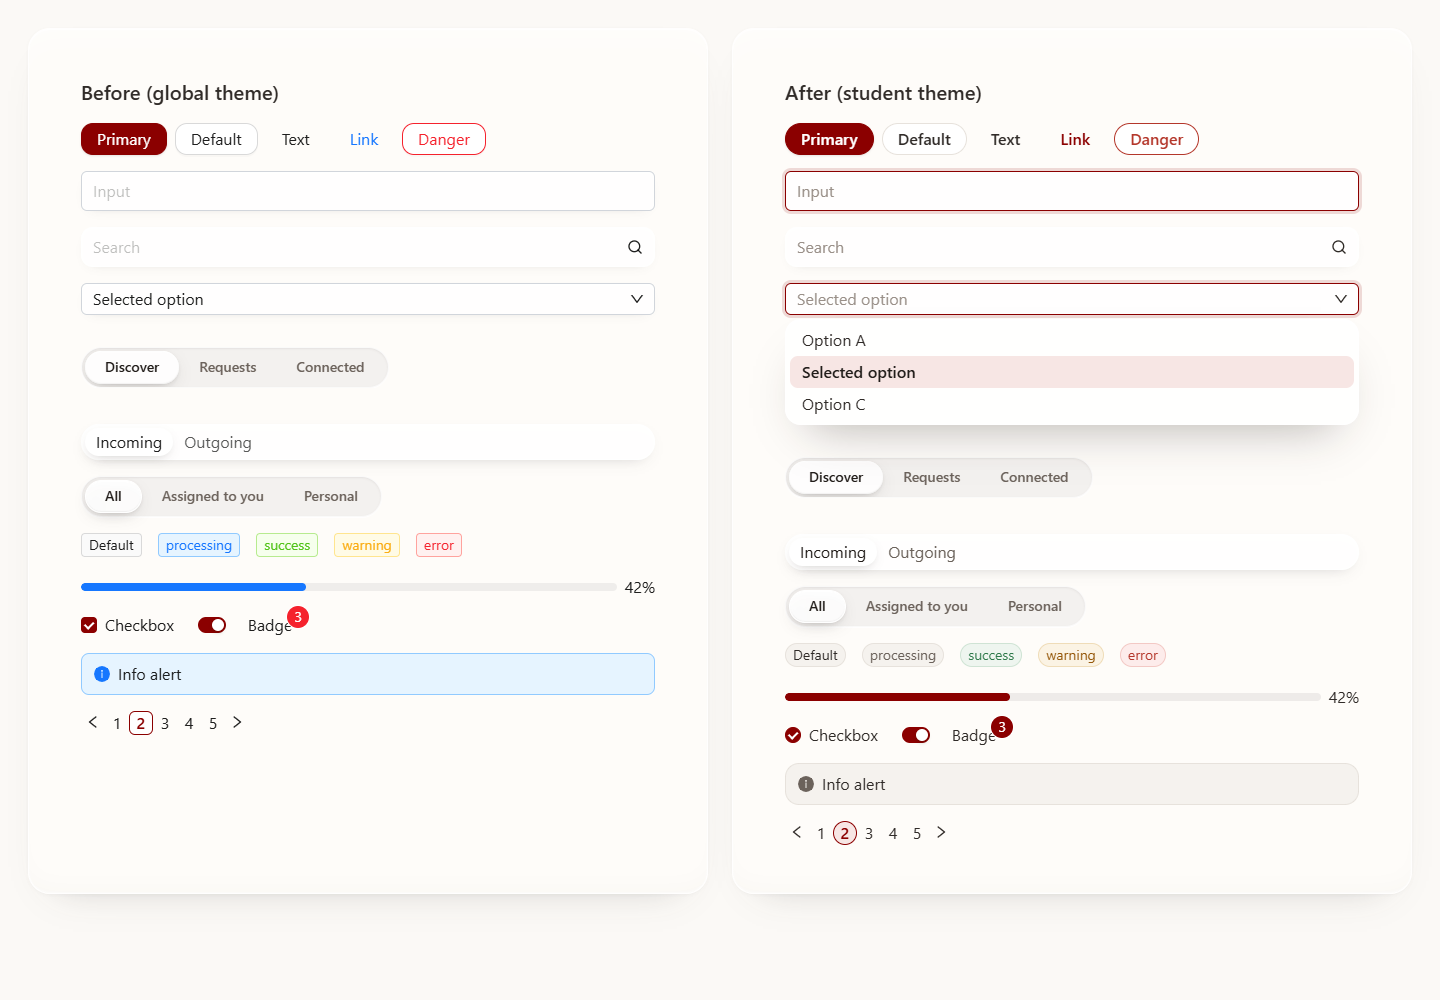 Before (global theme)
Primary Default Text Link Danger
Input
Search
Selected option
Discover Requests Connected
Incoming Outgoing
All Assigned to you Personal
Default processing success warning error
42%
Checkbox Badge 3
Info alert
1 2 3 4 5
After (student theme)
Primary Default Text Link Danger
Input
Search
Selected option
Option A
Selected option
Option C
Discover Requests Connected
Incoming Outgoing
All Assigned to you Personal
Default processing success warning error
42%
Checkbox Badge 3
Info alert
1 2 3 4 5